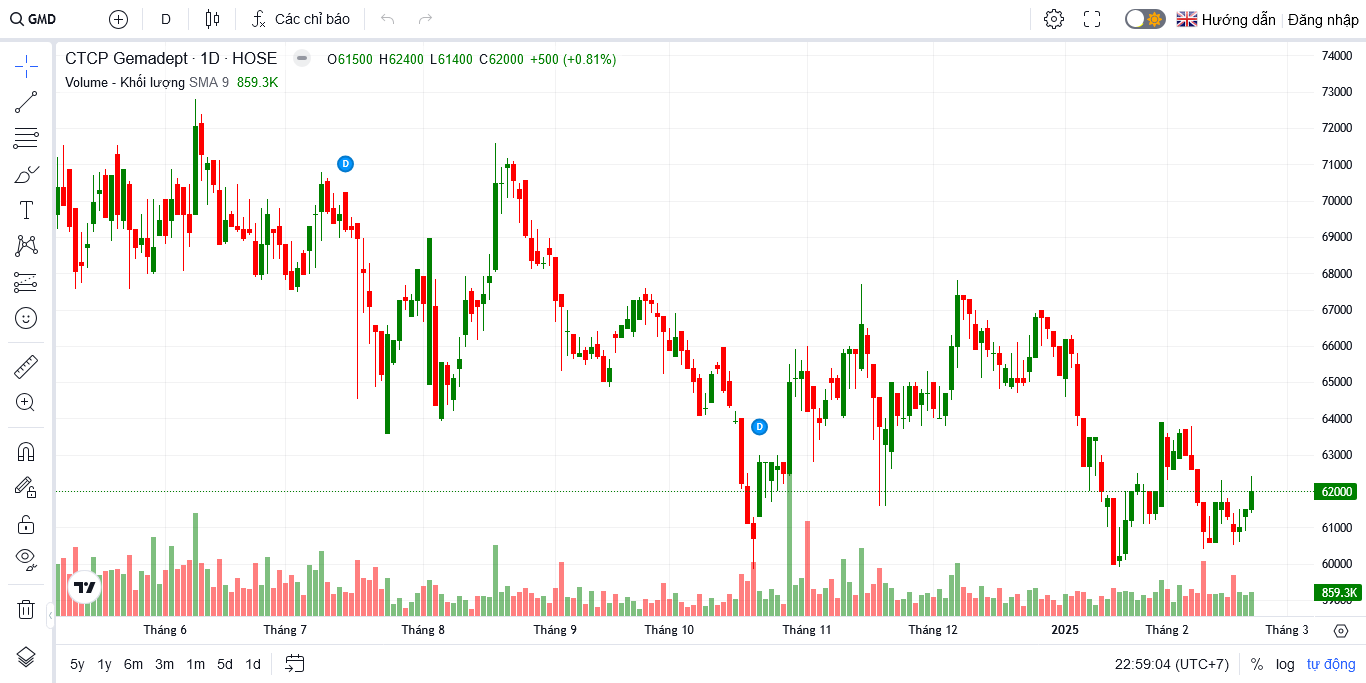 GMD D Các chỉ báo Hướng dẫn Đăng nhập
CTCP Gemadept · 1D · HOSE O61500 H62400 L61400 C62000 +500 (+0.81%)
Volume - Khối lượng SMA 9 859.3K
74000
73000
72000
71000
70000
69000
68000
67000
66000
65000
64000
63000
62000
61000
60000
859.3K
59000
D
D
Tháng 6 Tháng 7 Tháng 8 Tháng 9 Tháng 10 Tháng 11 Tháng 12 2025 Tháng 2 Tháng 3
5y 1y 6m 3m 1m 5d 1d 22:59:04 (UTC+7) % log tự động